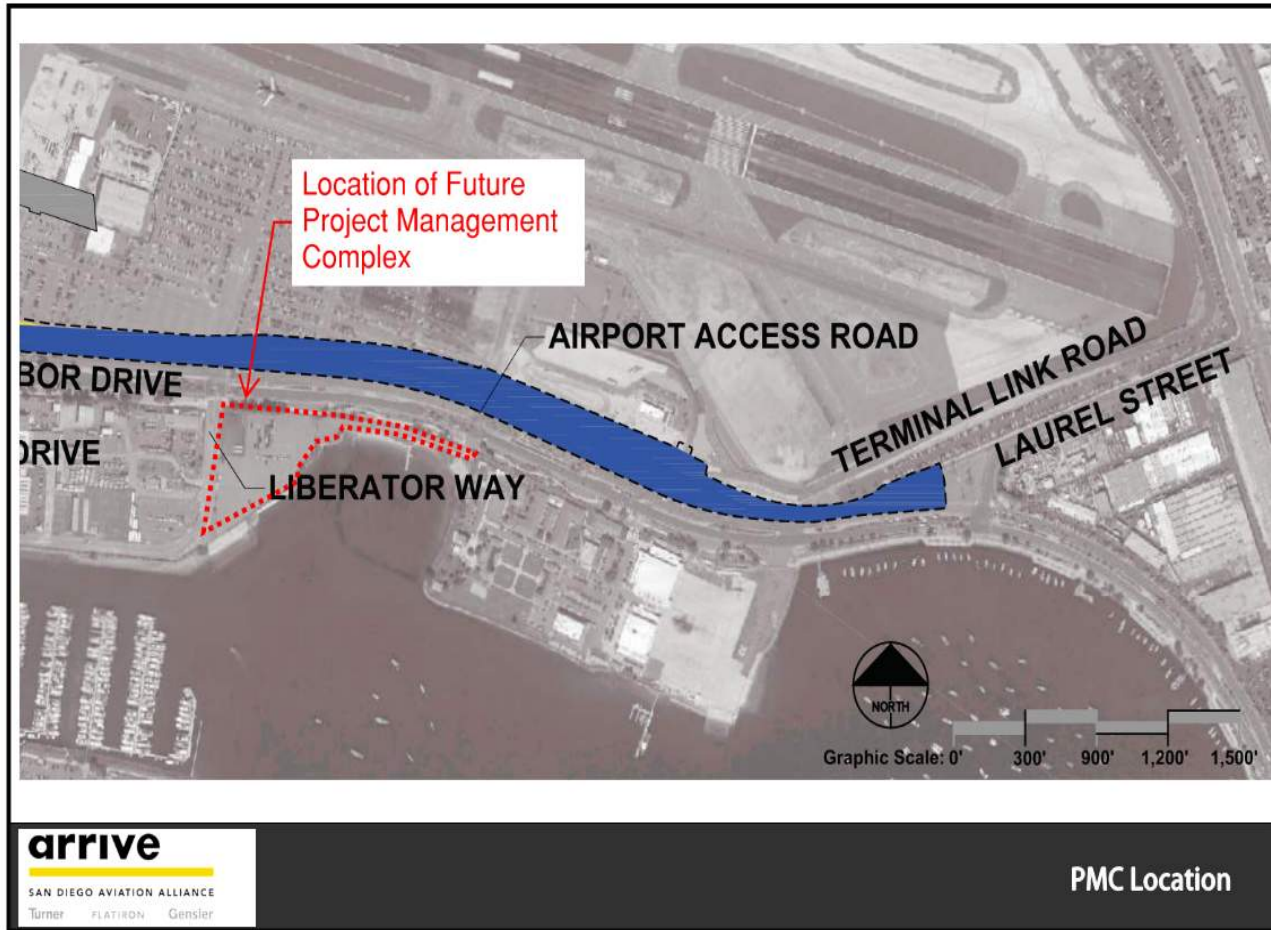 Location of Future
Project Management
Complex
AIRPORT ACCESS ROAD
TERMINAL LINK ROAD
LAUREL STREET
BOR DRIVE
DRIVE
LIBERATOR WAY
NORTH
Graphic Scale: 0' 300' 900' 1,200' 1,500'
arrive
SAN DIEGO AVIATION ALLIANCE
Turner FLATIRON Gensler
PMC Location